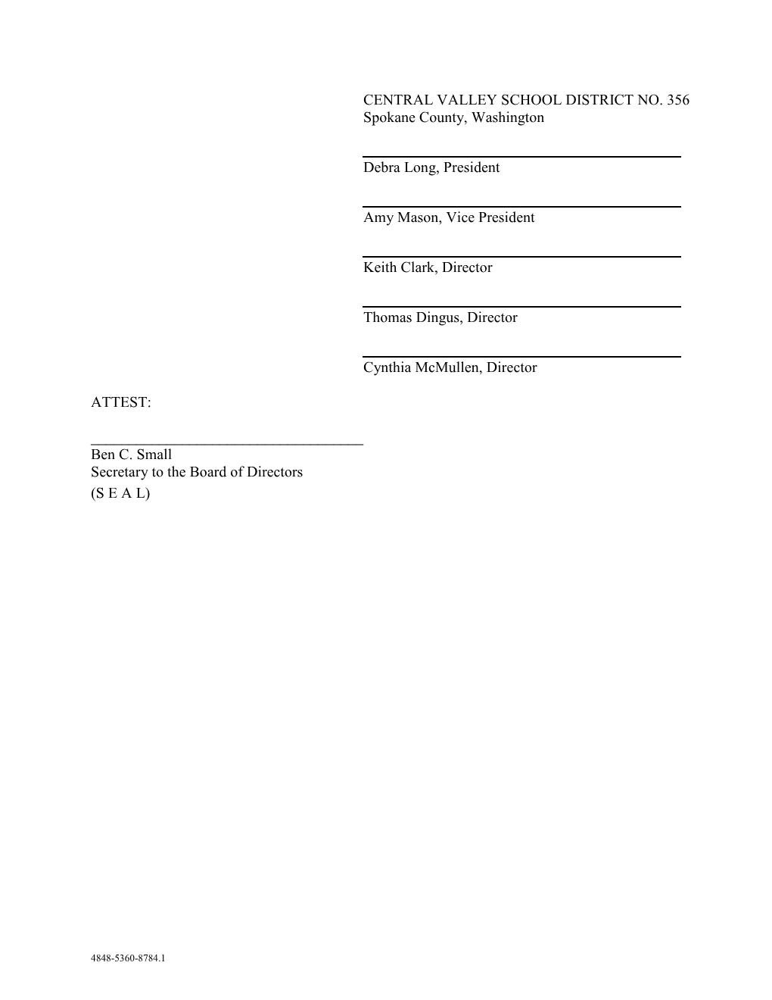 CENTRAL VALLEY SCHOOL DISTRICT NO. 356
Spokane County, Washington
Debra Long, President
Amy Mason, Vice President
Keith Clark, Director
Thomas Dingus, Director
Cynthia McMullen, Director
ATTEST:
Ben C. Small
Secretary to the Board of Directors
(S E A L)
4848-5360-8784.1